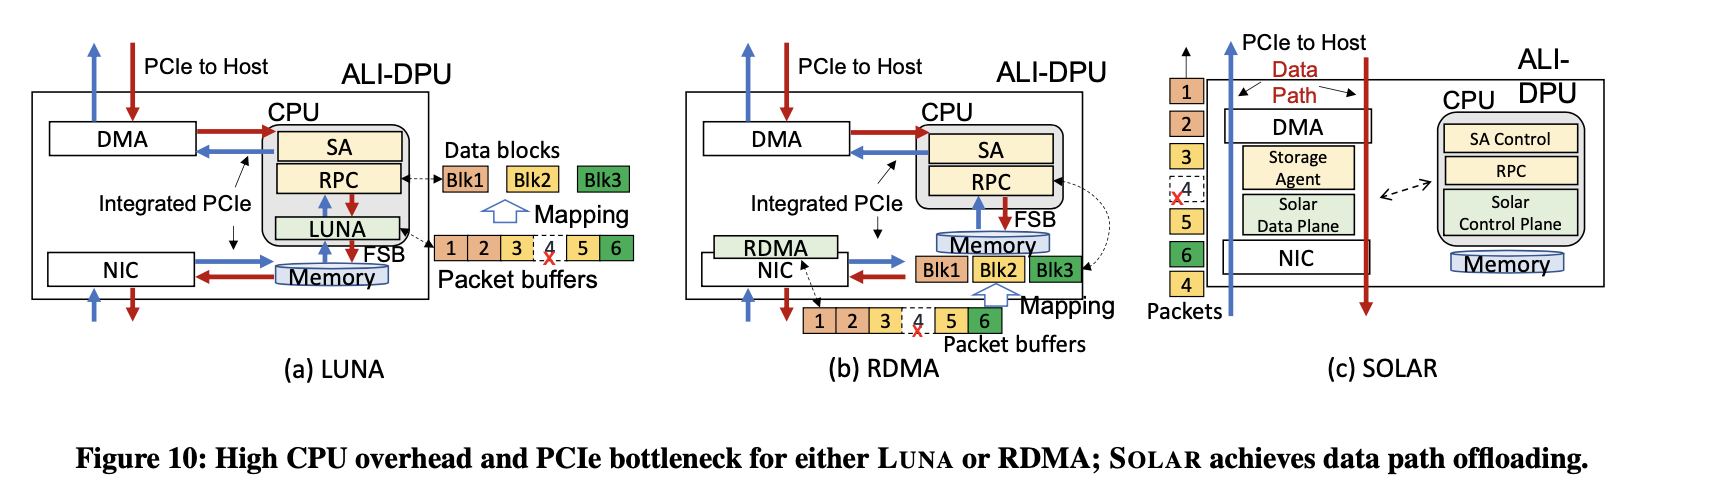 PCIe to Host
ALI-DPU
CPU
DMA
SA
RPC
Integrated PCIe
LUNA
FSB
NIC
Memory
Data blocks
Blk1 Blk2 Blk3
Mapping
1 2 3 4 5 6
X
Packet buffers
(a) LUNA
PCIe to Host
ALI-DPU
CPU
DMA
SA
RPC
Integrated PCIe
FSB
RDMA
NIC
Memory
Blk1 Blk2 Blk3
Mapping
1 2 3 4 5 6
X
Packet buffers
(b) RDMA
PCIe to Host
Data
Path
ALI-
DPU
CPU
1
2
3
4
X
5
6
4
Packets
DMA
Storage
Agent
Solar
Data Plane
NIC
SA Control
RPC
Solar
Control Plane
Memory
(c) SOLAR
Figure 10: High CPU overhead and PCIe bottleneck for either LUNA or RDMA; SOLAR achieves data path offloading.